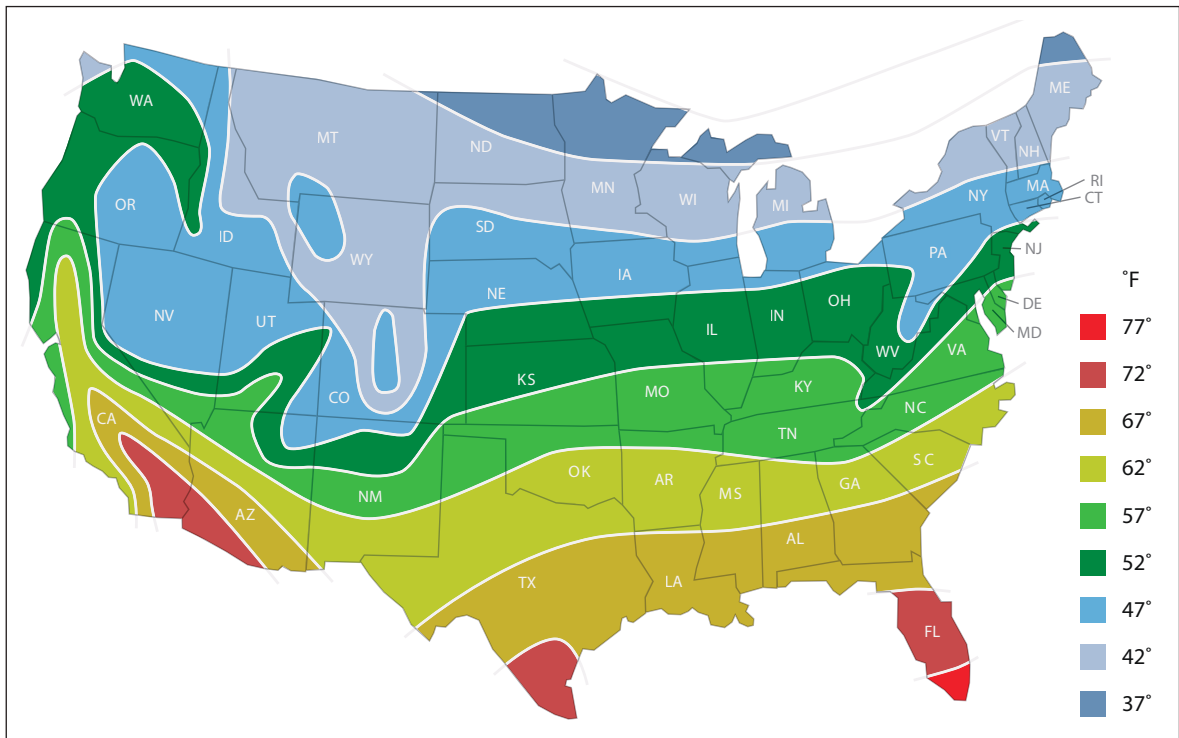 WA
MT
ND
ME
VT
NH
OR
ID
MN
WI
MI
NY
MA
RI
CT
SD
WY
IA
PA
NJ
NE
NV
UT
OH
IL
IN
DE
MD
WV
VA
CO
KS
MO
KY
NC
CA
TN
NM
OK
AR
MS
SC
GA
AZ
AL
TX
LA
FL
°F
77°
72°
67°
62°
57°
52°
47°
42°
37°